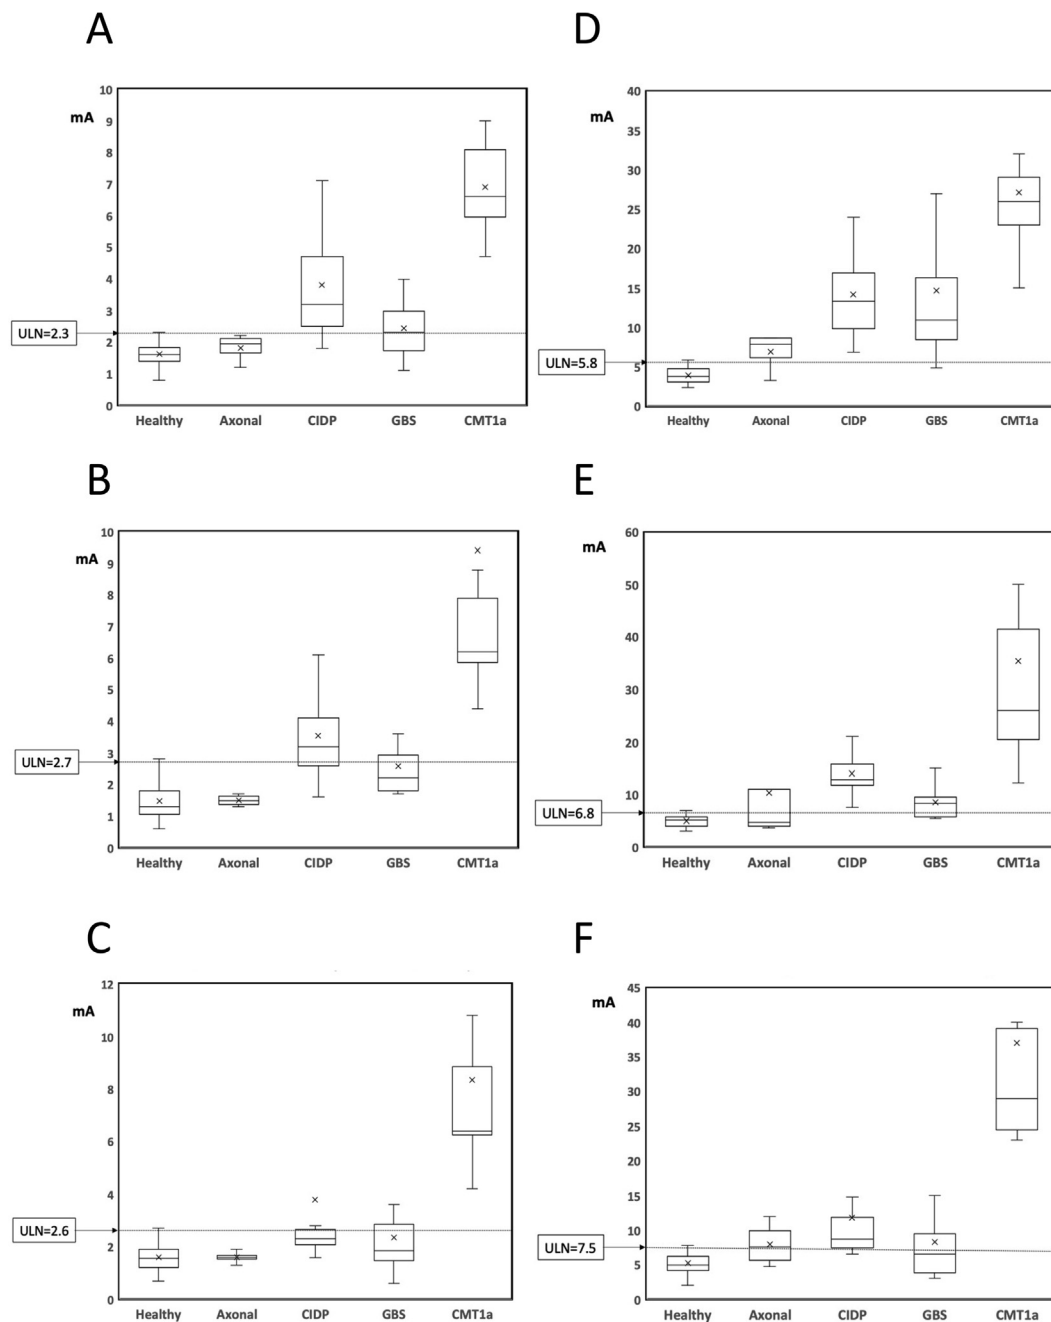 A
mA
10
9
8
7
6
5
4
3
2
1
0
ULN=2.3
Healthy Axonal CIDP GBS CMT1a
D
mA
40
35
30
25
20
15
10
5
0
ULN=5.8
Healthy Axonal CIDP GBS CMT1a
B
mA
10
9
8
7
6
5
4
3
2
1
0
ULN=2.7
Healthy Axonal CIDP GBS CMT1a
E
mA
60
50
40
30
20
10
0
ULN=6.8
Healthy Axonal CIDP GBS CMT1a
C
mA
12
10
8
6
4
2
0
ULN=2.6
Healthy Axonal CIDP GBS CMT1a
F
mA
45
40
35
30
25
20
15
10
5
0
ULN=7.5
Healthy Axonal CIDP GBS CMT1a